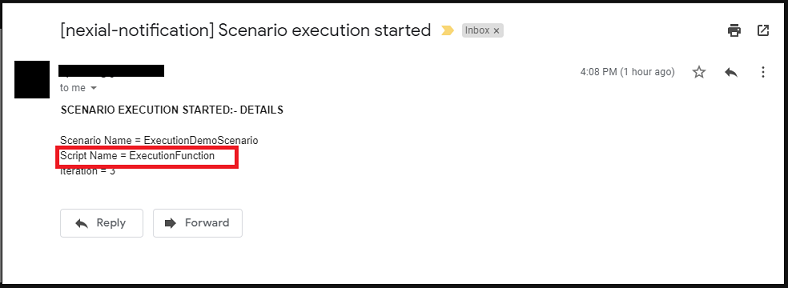 [nexial-notification] Scenario execution started Inbox x
4:08 PM (1 hour ago)
to me
SCENARIO EXECUTION STARTED:- DETAILS
Scenario Name = ExecutionDemoScenario
Script Name = ExecutionFunction
Iteration = 3
Reply Forward